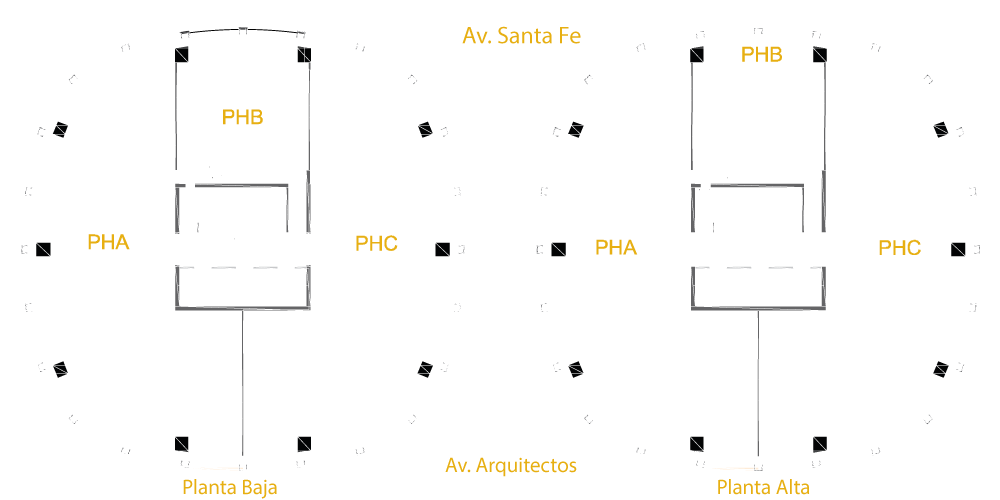 Av. Santa Fe
PHB
PHB
PHA
PHC
PHA
PHC
Av. Arquitectos
Planta Baja
Planta Alta